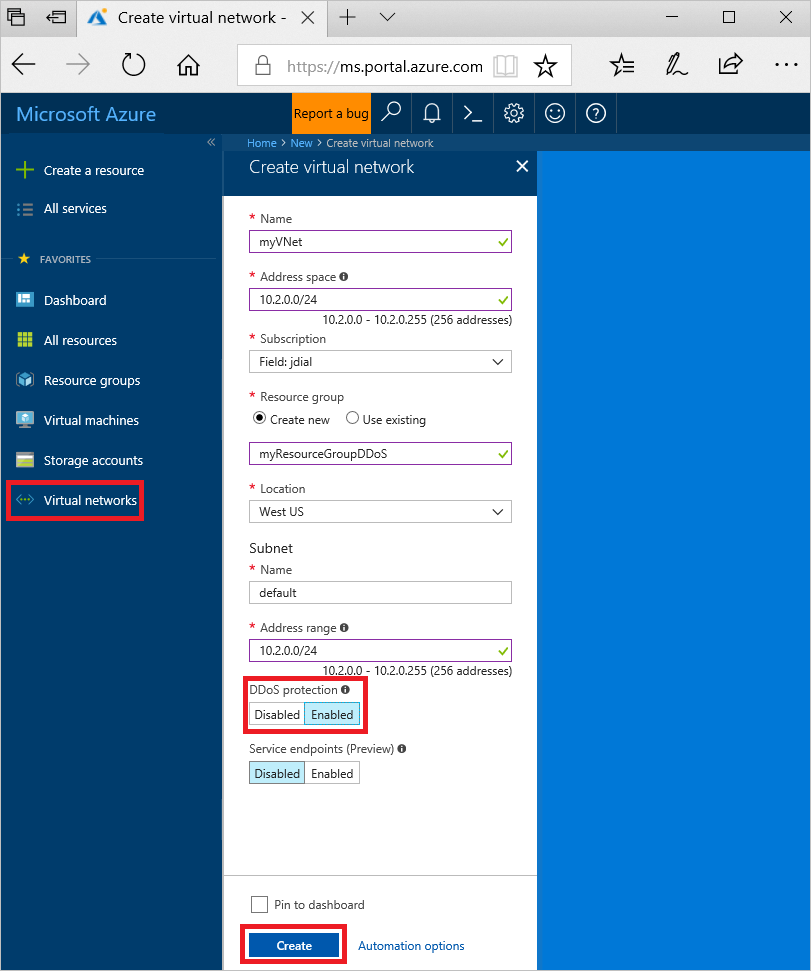 Create virtual network -
https://ms.portal.azure.com
Microsoft Azure
Report a bug
Home > New > Create virtual network
Create a resource
All services
FAVORITES
Dashboard
All resources
Resource groups
Virtual machines
Storage accounts
Virtual networks
Create virtual network
* Name
myVNet
* Address space
10.2.0.0/24
10.2.0.0 - 10.2.0.255 (256 addresses)
* Subscription
Field: jdial
* Resource group
Create new Use existing
myResourceGroupDDoS
* Location
West US
Subnet
* Name
default
* Address range
10.2.0.0/24
10.2.0.0 - 10.2.0.255 (256 addresses)
DDoS protection
Disabled Enabled
Service endpoints (Preview)
Disabled Enabled
Pin to dashboard
Create Automation options